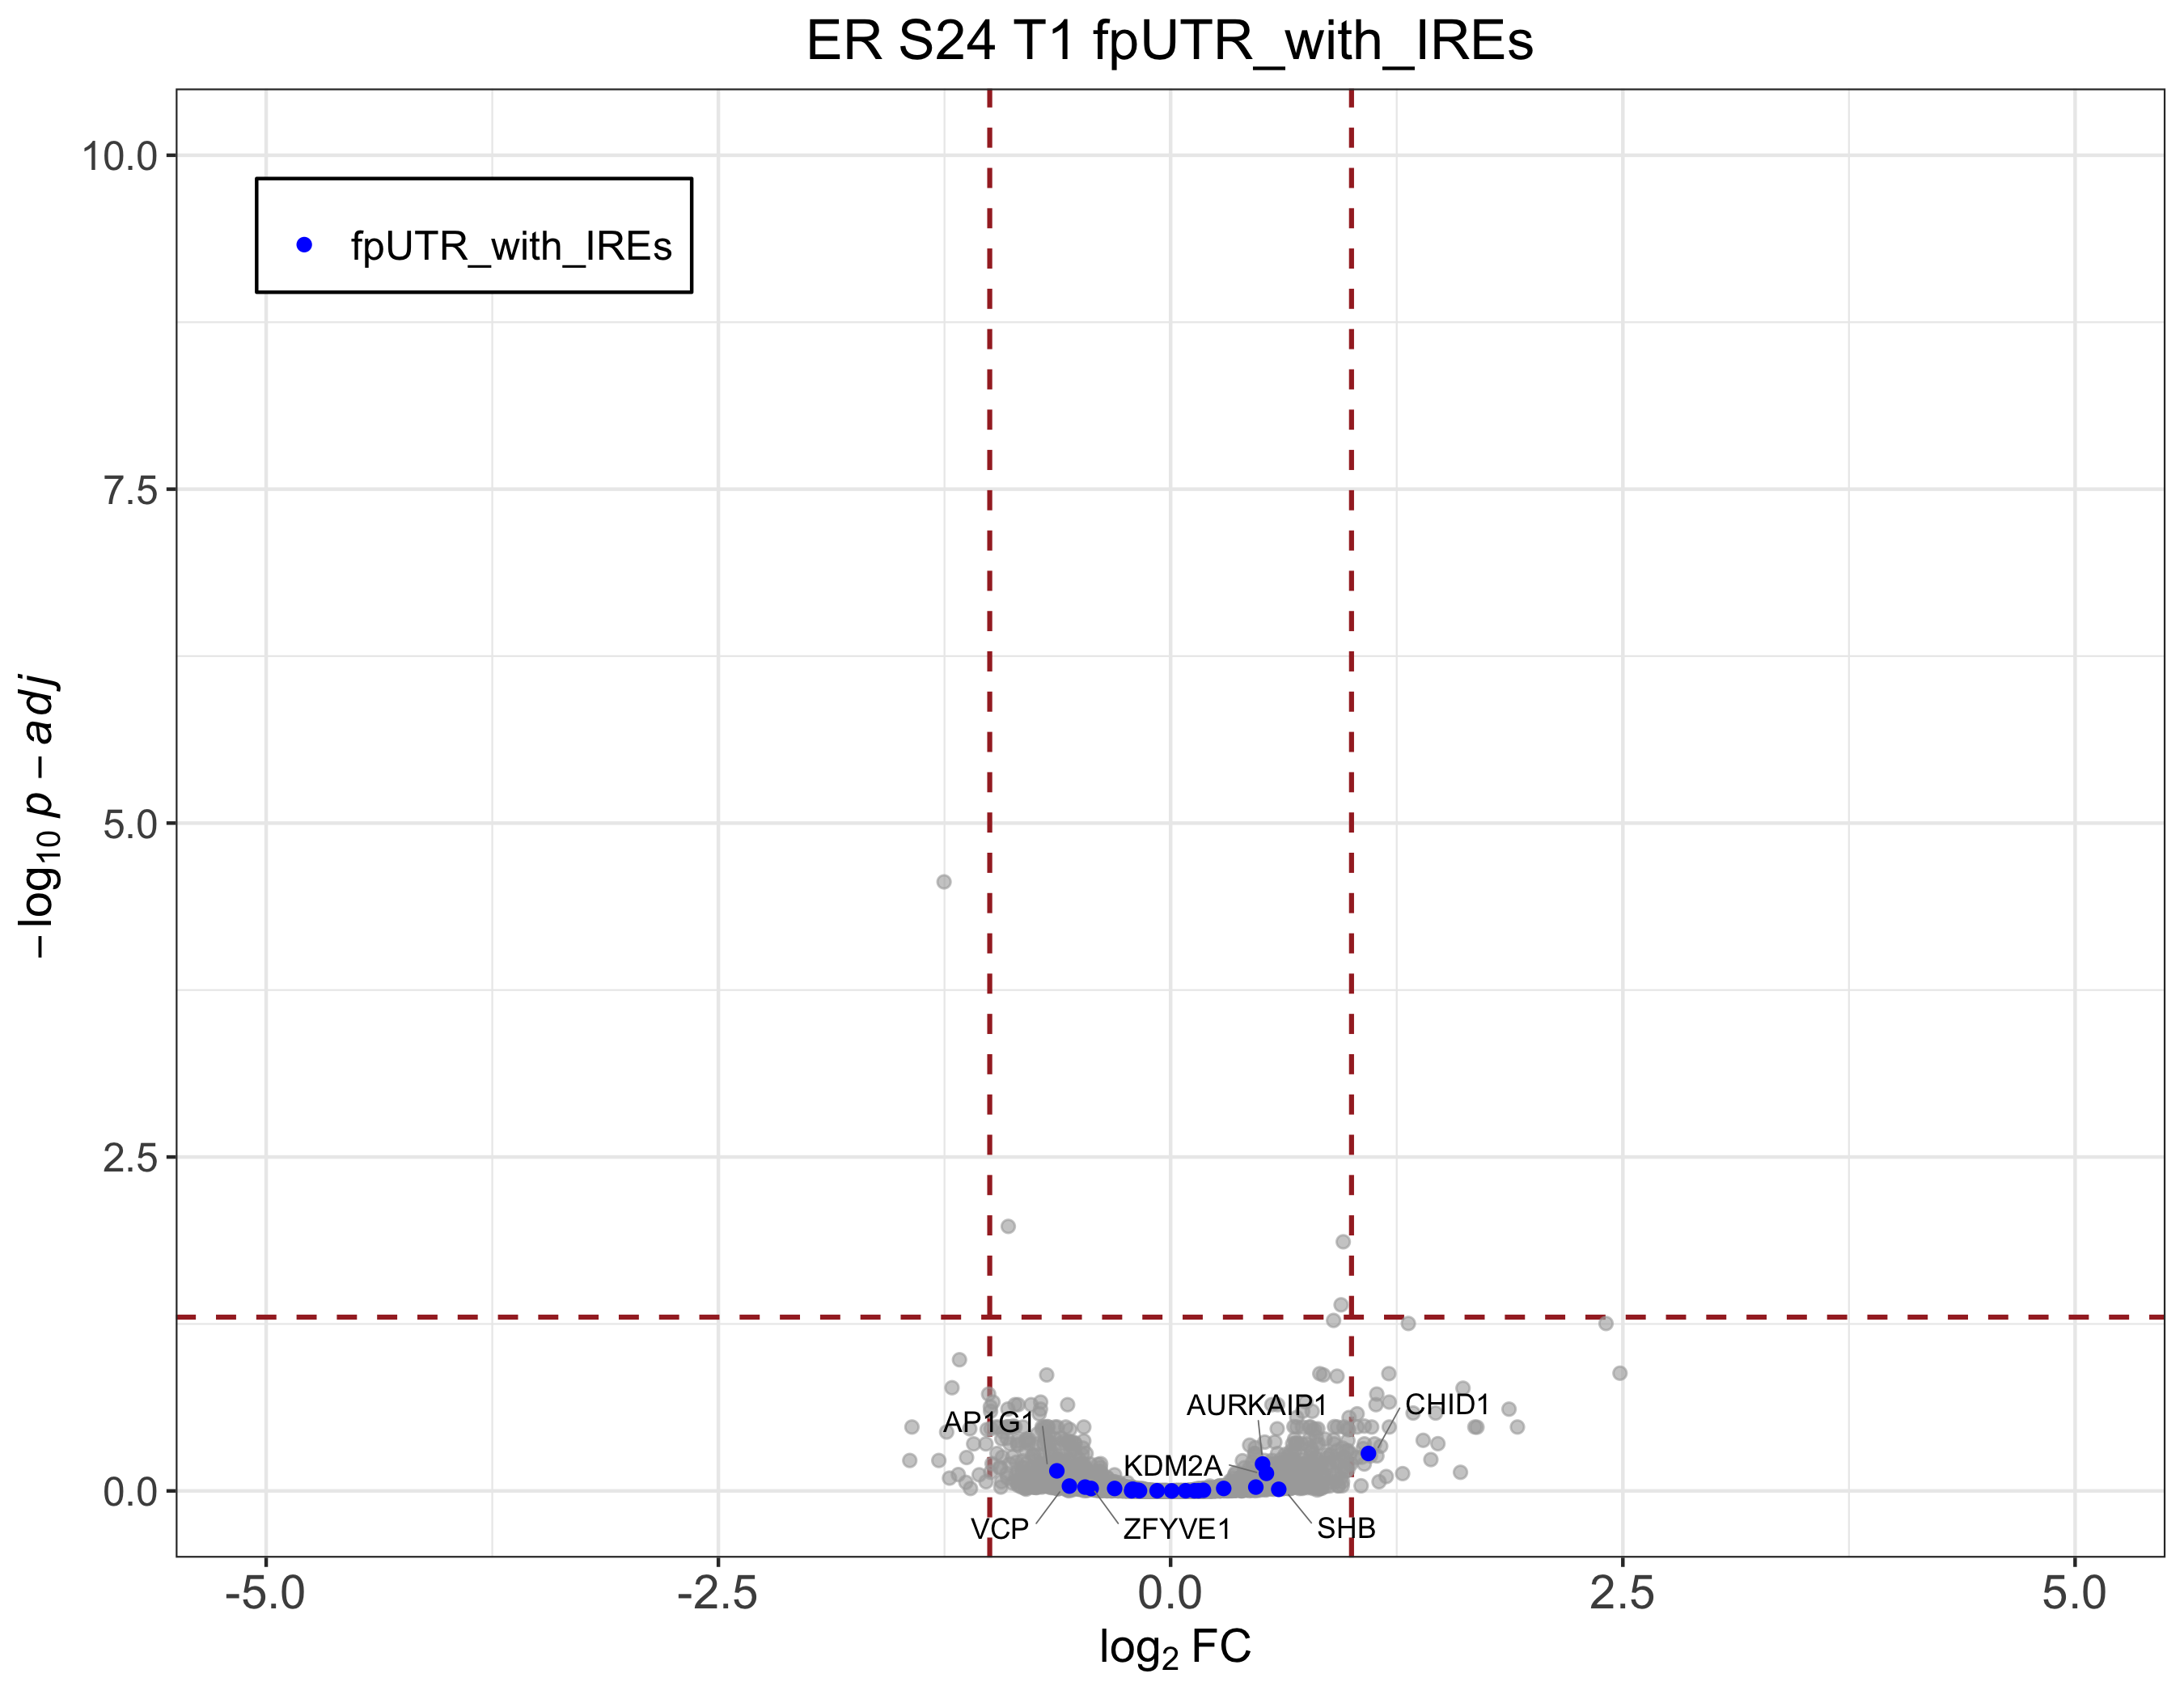 ER S24 T1 fpUTR_with_IREs
10.0
fpUTR_with_IREs
7.5
−log10 p − adj
5.0
2.5
AP1G1
AURKAIP1
CHID1
KDM2A
0.0
VCP
ZFYVE1
SHB
-5.0
-2.5
0.0
2.5
5.0
log2 FC